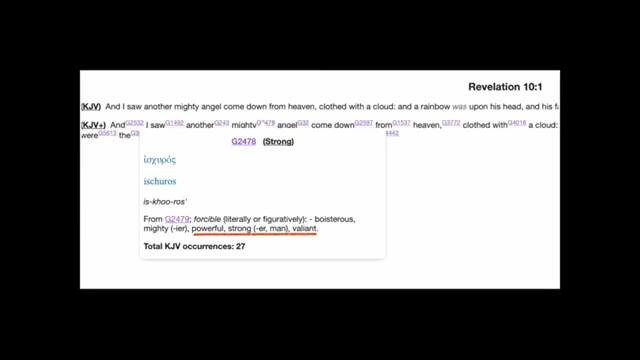 Revelation 10:1
(KJV) And I saw another mighty angel come down from heaven, clothed with a cloud: and a rainbow was upon his head, and his
(KJV+) And G2532 I saw G1492 another G243 mighty angel G32 come down G2597 from G1537 heaven, G3772 clothed with G4016 a cloud:
were the
G2478 (Strong)
ἰσχυρός
ischuros
is-khoo-ros'
From G2479; forcible (literally or figuratively): - boisterous,
mighty (-ier), powerful, strong (-er, man), valiant.
Total KJV occurrences: 27